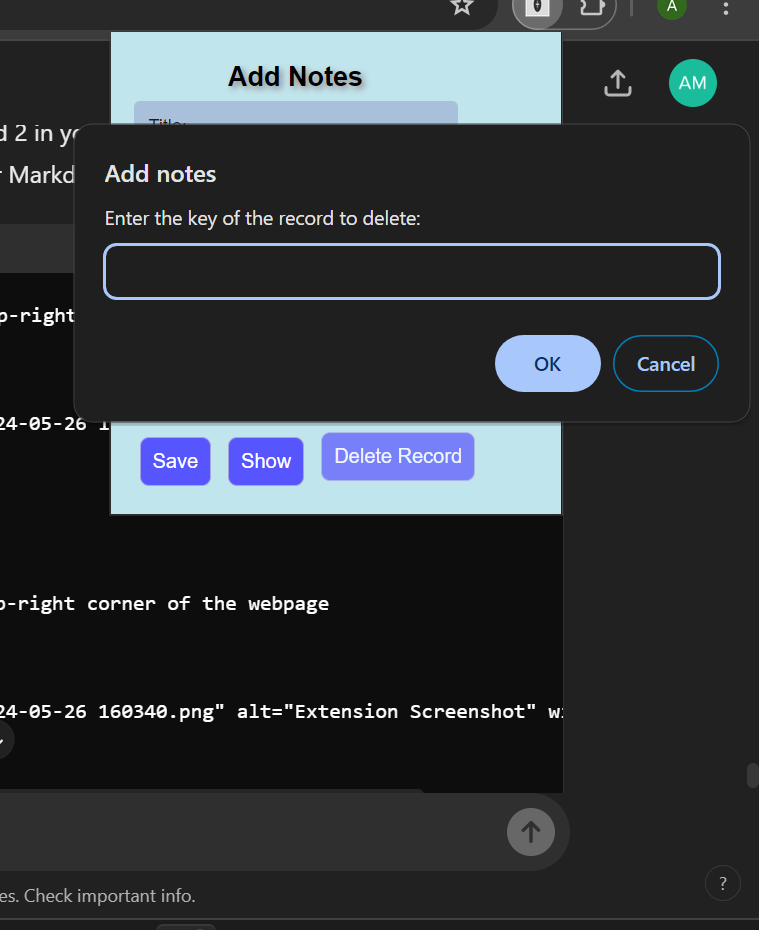 A
Add Notes
AM
Title:
d 2 in
Markd
Add notes
Enter the key of the record to delete:
p-right
OK
Cancel
24-05-26 1
Save
Show
Delete Record
p-right corner of the webpage
24-05-26 160340.png" alt="Extension Screenshot"
?
es. Check important info.